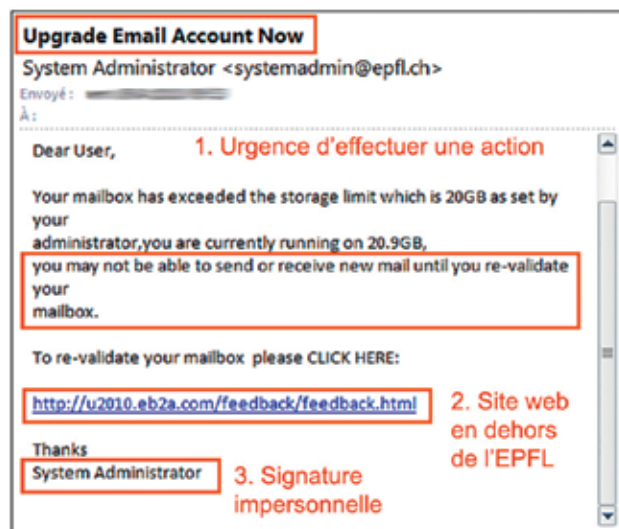 Upgrade Email Account Now
System Administrator <systemadmin@epfl.ch>
Envoyé :
À :
Dear User,
1. Urgence d'effectuer une action
Your mailbox has exceeded the storage limit which is 20GB as set by
your
administrator,you are currently running on 20.9GB,
you may not be able to send or receive new mail until you re-validate
your
mailbox.
To re-validate your mailbox please CLICK HERE:
http://u2010.eb2a.com/feedback/feedback.html
2. Site web
en dehors
de l'EPFL
Thanks
System Administrator
3. Signature
impersonnelle